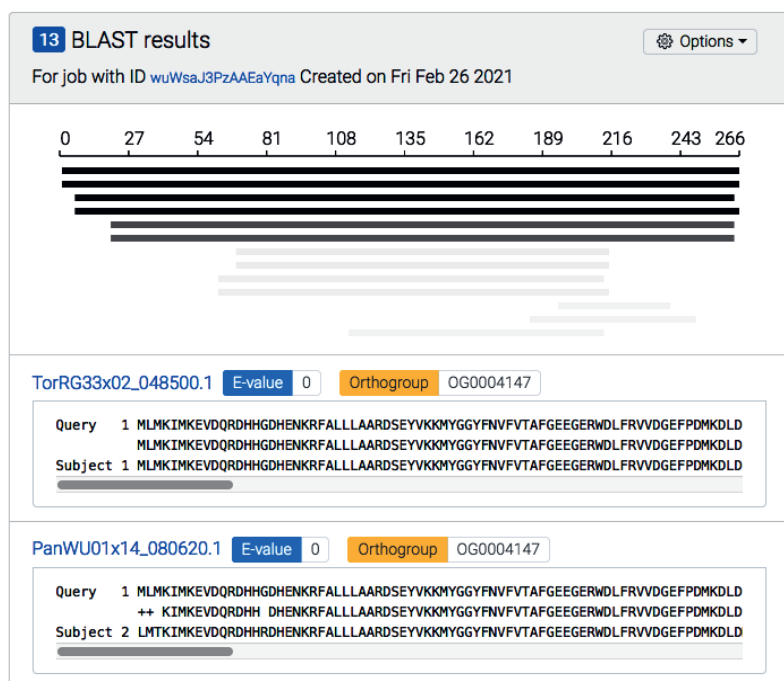 13 BLAST results
Options
For job with ID wuWsaJ3PzAAEaYqna Created on Fri Feb 26 2021
0 27 54 81 108 135 162 189 216 243 266
TorRG33x02_048500.1 E-value 0 Orthogroup OG0004147
Query 1 MLMKIMKEVDQRDHHGDHENKRFALLLAARDSEYVKKMYGGYFNVFVTAFGEEGERWDLFRVVDGEFPDMKDLD
MLMKIMKEVDQRDHHGDHENKRFALLLAARDSEYVKKMYGGYFNVFVTAFGEEGERWDLFRVVDGEFPDMKDLD
Subject 1 MLMKIMKEVDQRDHHGDHENKRFALLLAARDSEYVKKMYGGYFNVFVTAFGEEGERWDLFRVVDGEFPDMKDLD
PanWU01x14_080620.1 E-value 0 Orthogroup OG0004147
Query 1 MLMKIMKEVDQRDHHGDHENKRFALLLAARDSEYVKKMYGGYFNVFVTAFGEEGERWDLFRVVDGEFPDMKDLD
++ KIMKEVDQRDHH DHENKRFALLLAARDSEYVKKMYGGYFNVFVTAFGEEGERWDLFRVVDGEFPDMKDLD
Subject 2 LMTKIMKEVDQRDHHRDHENKRFALLLAARDSEYVKKMYGGYFNVFVTAFGEEGERWDLFRVVDGEFPDMKDLD